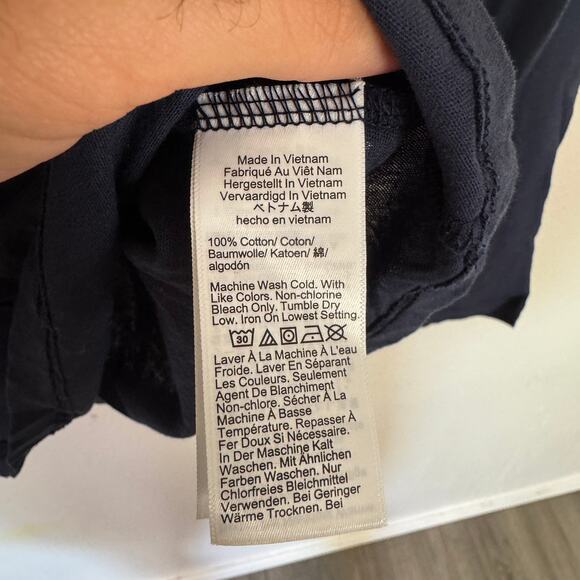 Made In Vietnam
Fabriqué Au Viêt Nam
Hergestellt In Vietnam
Vervaardigd In Vietnam
ベトナム製
hecho en vietnam
100% Cotton/ Coton/
Baumwolle/ Katoen/ 綿/
algodón
Machine Wash Cold. With
Like Colors. Non-chlorine
Bleach Only. Tumble Dry
Low. Iron On Lowest Setting.
30
Laver À La Machine À L'eau
Froide. Laver En Séparant
Les Couleurs. Seulement
Agent De Blanchiment
Non-chlore. Sécher À La
Machine À Basse
Température. Repasser À
Fer Doux Si Nécessaire.
In Der Maschine Kalt
Waschen. Mit Ähnlichen
Farben Waschen. Nur
Chlorfreies Bleichmittel
Verwenden. Bei Geringer
Wärme Trocknen. Bei